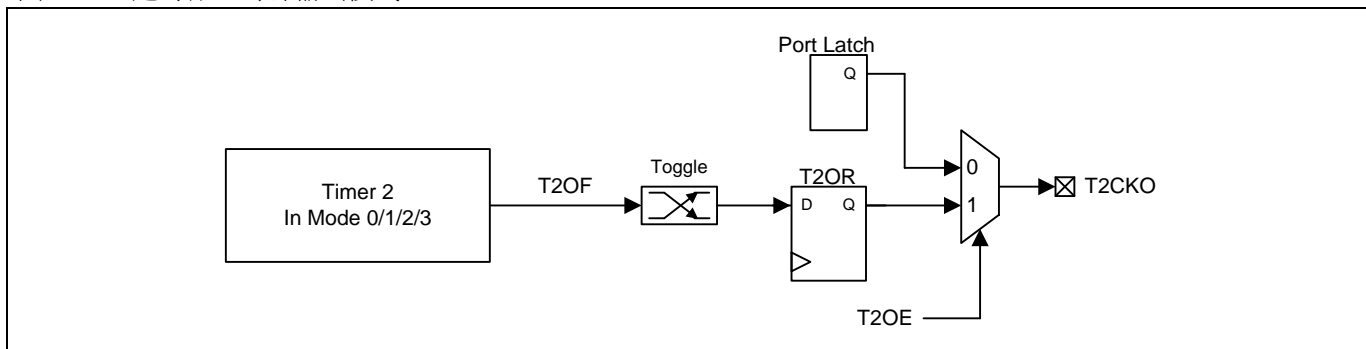 Port Latch
Q
Timer 2
In Mode 0/1/2/3
T2OF
Toggle
T2OR
D
Q
0
1
T2CKO
T2OE